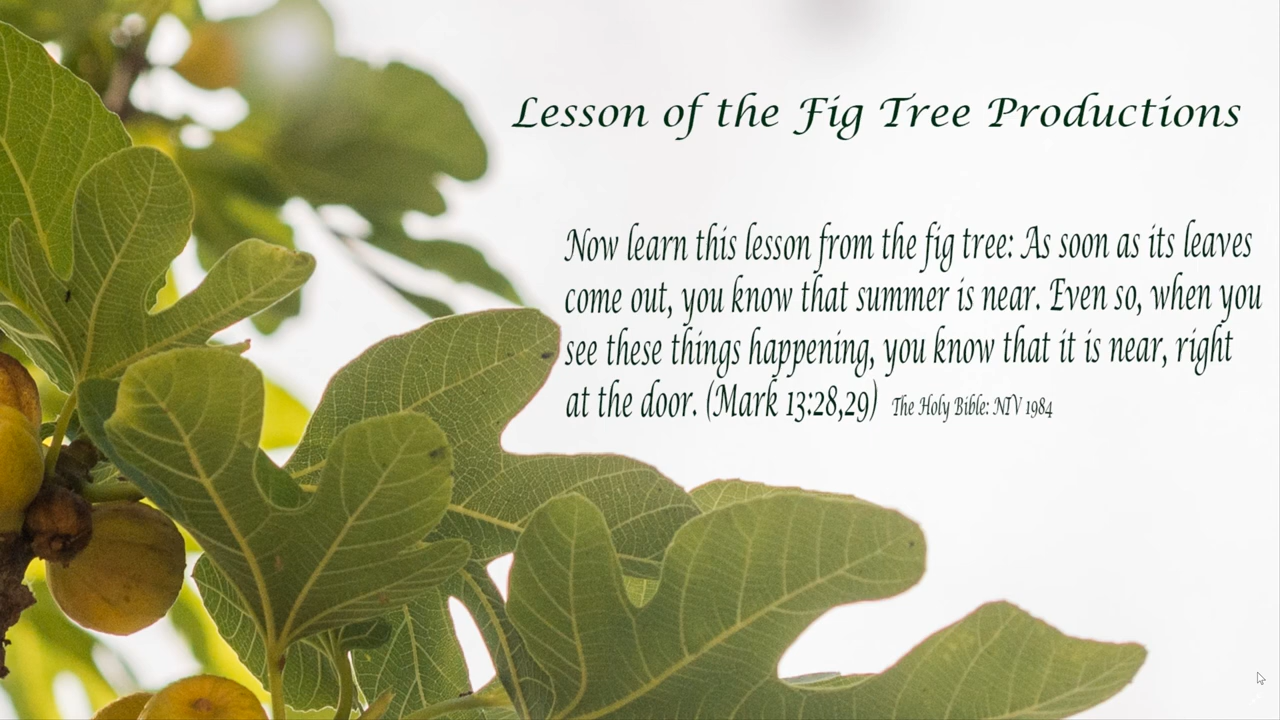 Lesson of the Fig Tree Productions
Now learn this lesson from the fig tree: As soon as its leaves
come out, you know that summer is near. Even so, when you
see these things happening, you know that it is near, right
at the door. (Mark 13:28,29) The Holy Bible: NIV 1984